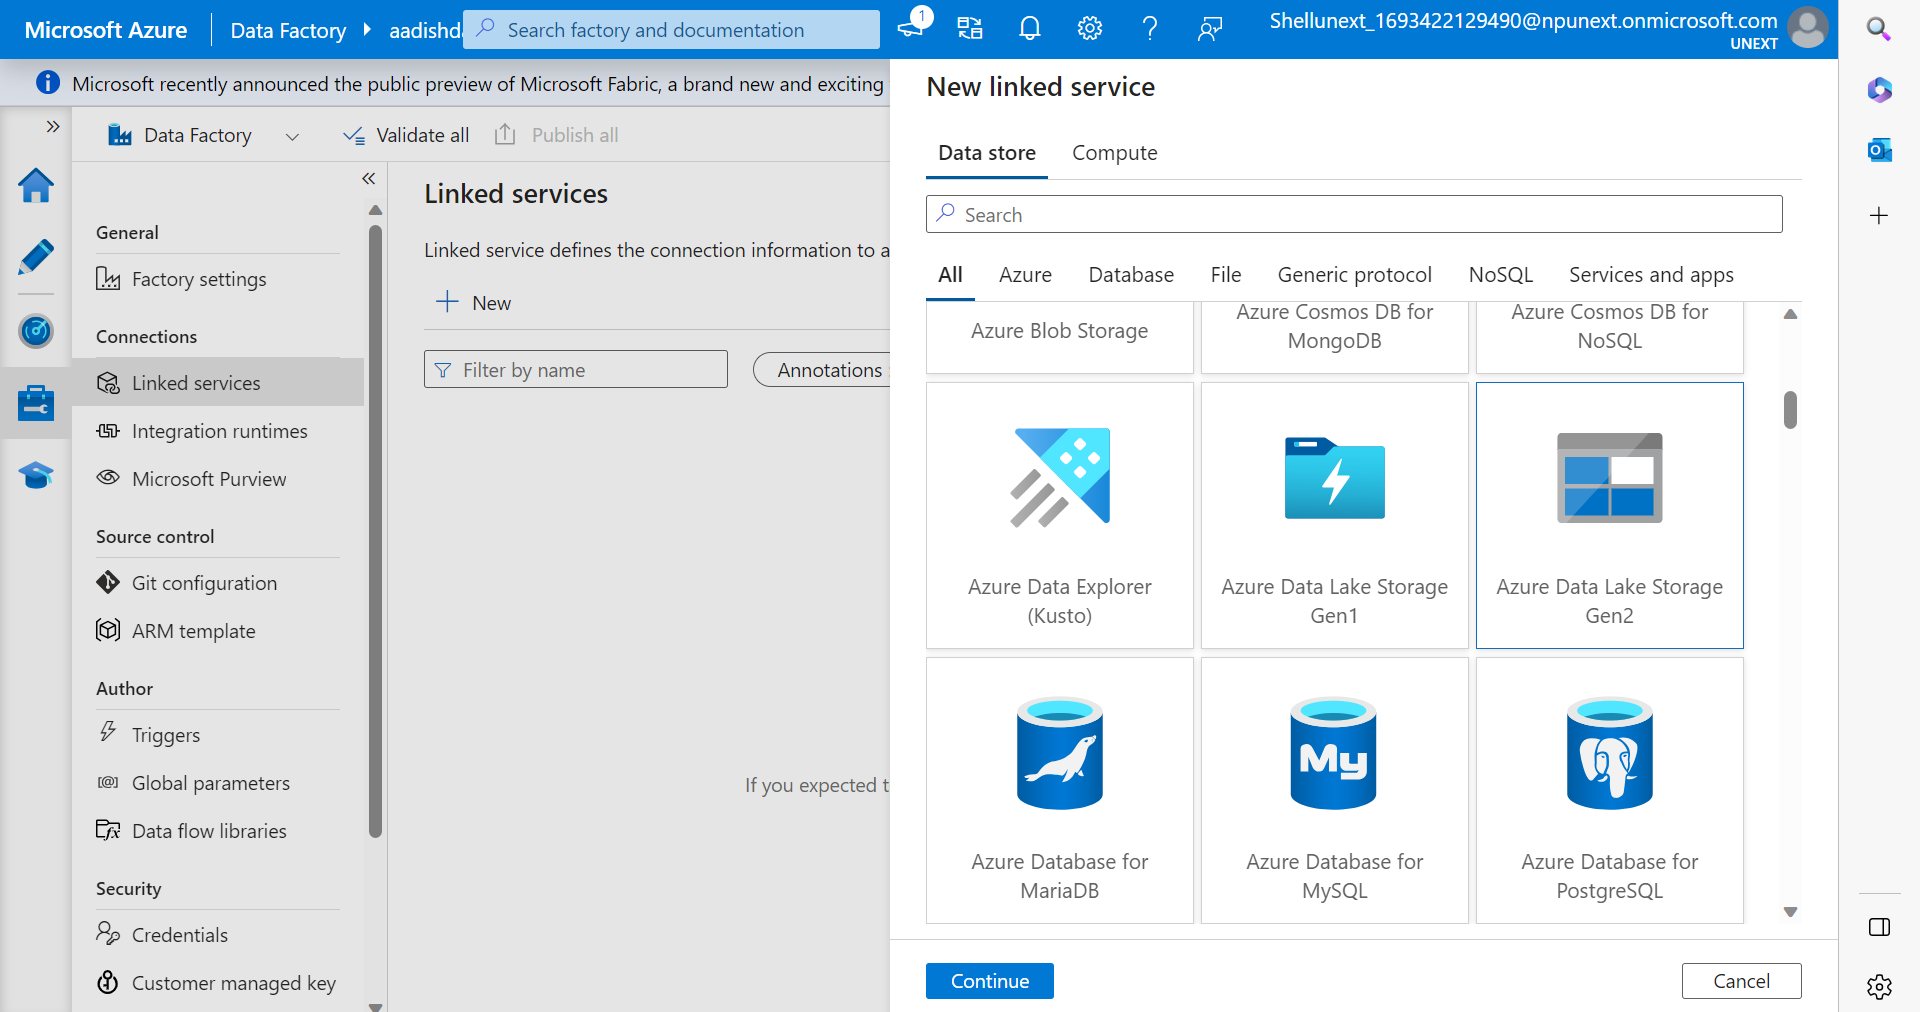 Microsoft Azure
Data Factory
aadishd
Search factory and documentation
1
Shellunext_1693422129490@npunext.onmicrosoft.com
UNEXT
Microsoft recently announced the public preview of Microsoft Fabric, a brand new and exciting
Data Factory
Validate all
Publish all
General
Factory settings
Connections
Linked services
Integration runtimes
Microsoft Purview
Source control
Git configuration
ARM template
Author
Triggers
Global parameters
Data flow libraries
Security
Credentials
Customer managed key
Linked services
Linked service defines the connection information to a
New
Filter by name
Annotations
If you expected t
New linked service
Data store
Compute
Search
All
Azure
Database
File
Generic protocol
NoSQL
Services and apps
Azure Blob Storage
Azure Cosmos DB for
MongoDB
Azure Cosmos DB for
NoSQL
Azure Data Explorer
(Kusto)
Azure Data Lake Storage
Gen1
Azure Data Lake Storage
Gen2
Azure Database for
MariaDB
My
Azure Database for
MySQL
Azure Database for
PostgreSQL
Continue
Cancel